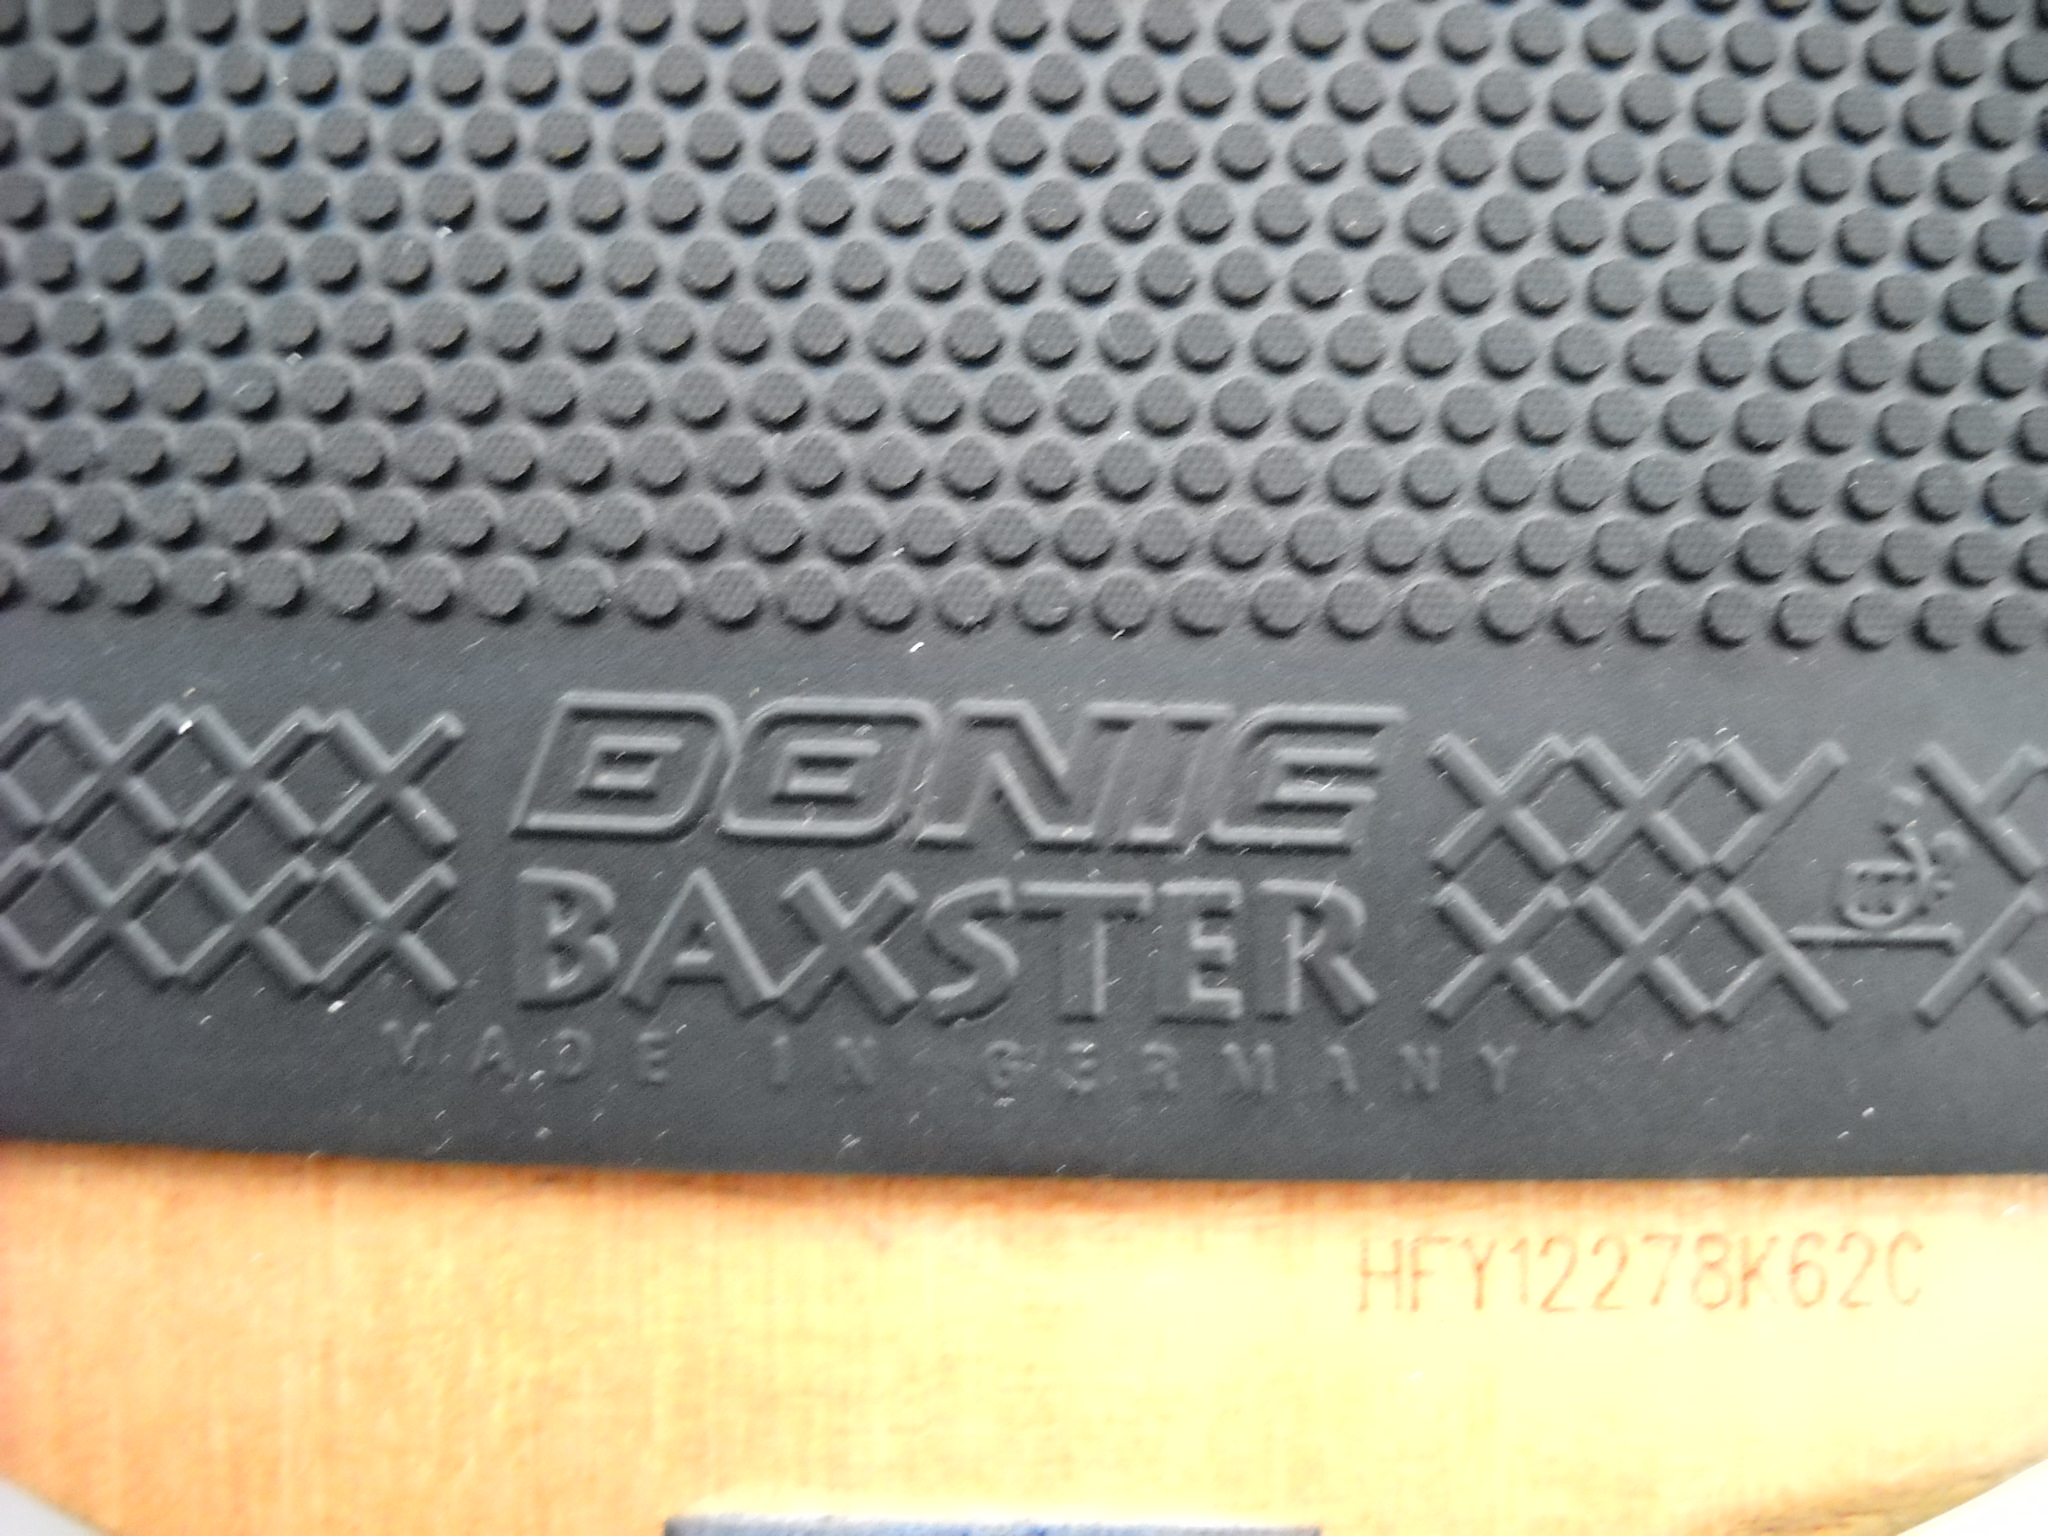 DONIC
BAXSTER
MADE IN GERMANY
HFY12278K62C